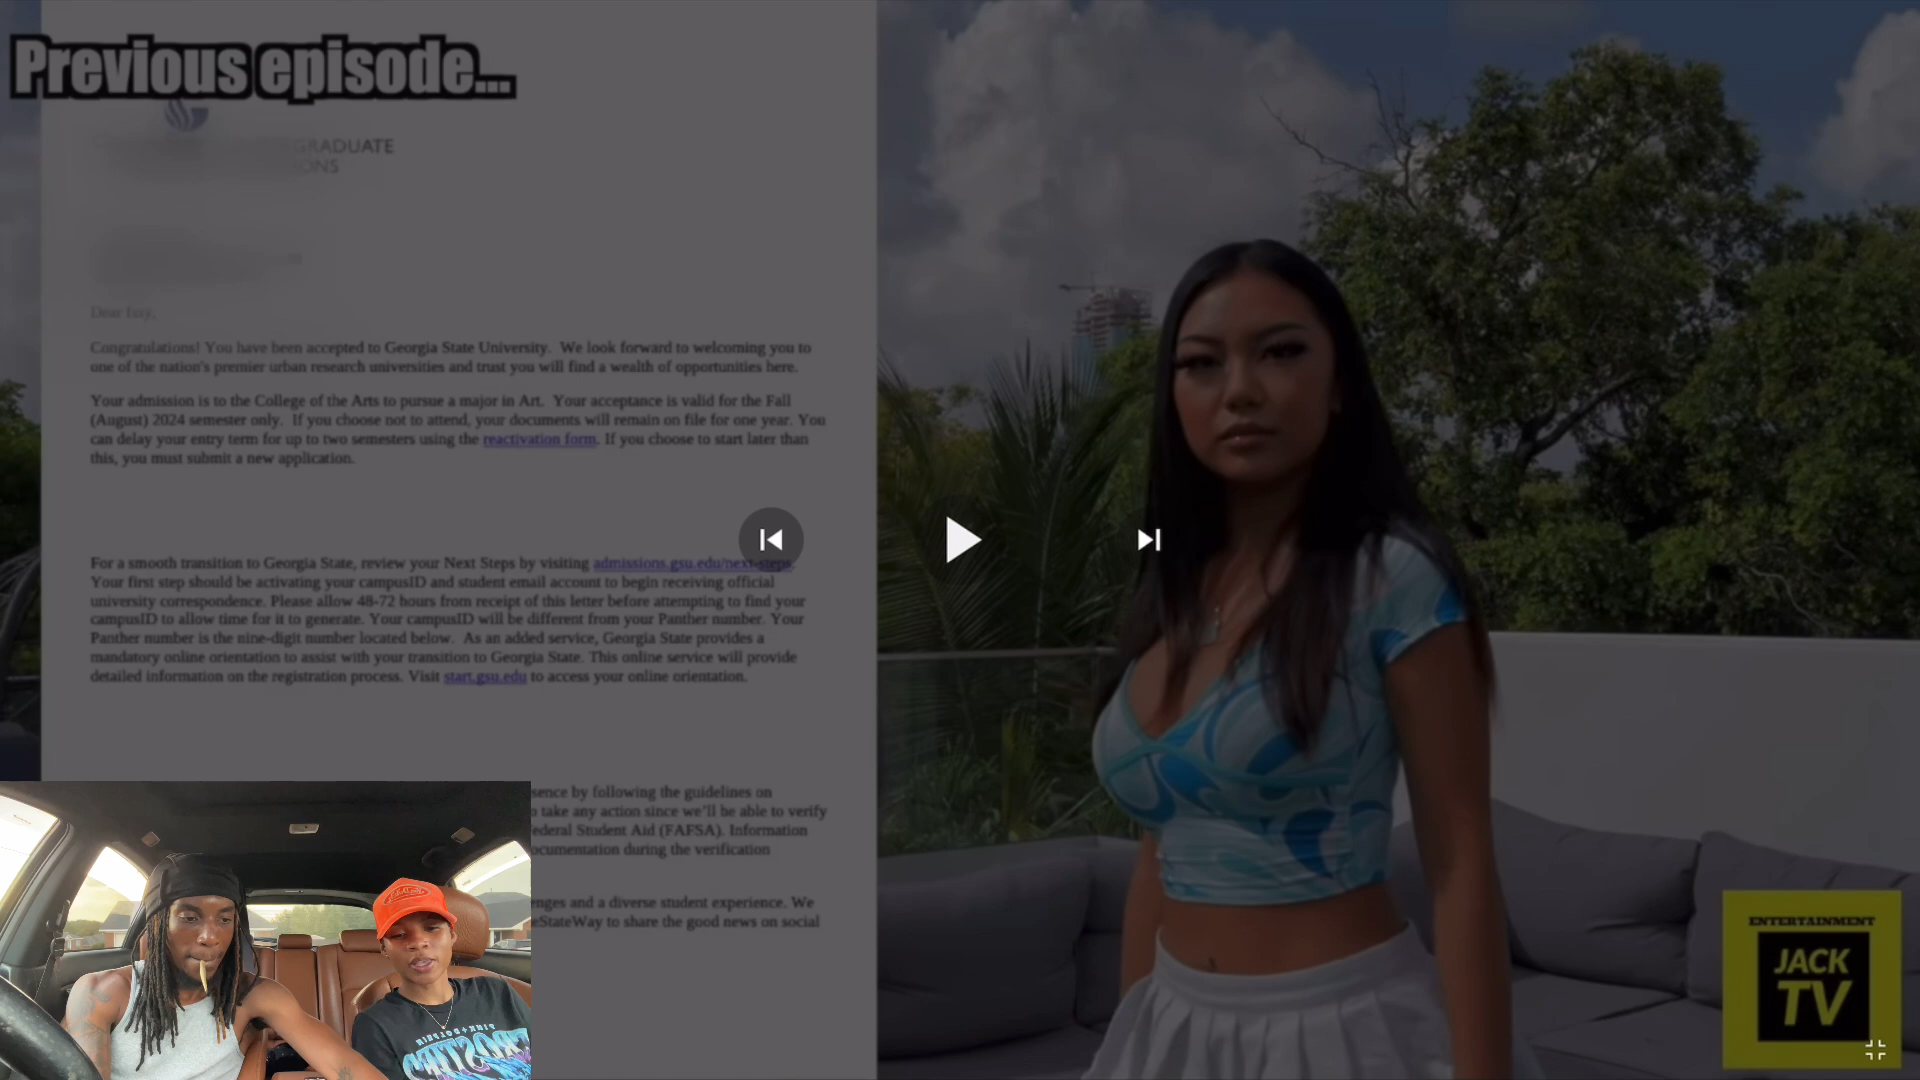 Previous episode...
GRADUATE
IONS
Dear Izzy,
Congratulations! You have been accepted to Georgia State University. We look forward to welcoming you to
one of the nation's premier urban research universities and trust you will find a wealth of opportunities here.
Your admission is to the College of the Arts to pursue a major in Art. Your acceptance is valid for the Fall
(August) 2024 semester only. If you choose not to attend, your documents will remain on file for one year. You
can delay your entry term for up to two semesters using the reactivation form. If you choose to start later than
this, you must submit a new application.
For a smooth transition to Georgia State, review your Next Steps by visiting admissions.gsu.edu/next-steps.
Your first step should be activating your campusID and student email account to begin receiving official
university correspondence. Please allow 48-72 hours from receipt of this letter before attempting to find your
campusID to allow time for it to generate. Your campusID will be different from your Panther number. Your
Panther number is the nine-digit number located below. As an added service, Georgia State provides a
mandatory online orientation to assist with your transition to Georgia State. This online service will provide
detailed information on the registration process. Visit start.gsu.edu to access your online orientation.
sence by following the guidelines on
o take any action since we'll be able to verify
ederal Student Aid (FAFSA). Information
ocumentation during the verification
enges and a diverse student experience. We
eStateWay to share the good news on social
ENTERTAINMENT
JACK
TV
PINK+DOLPHIN